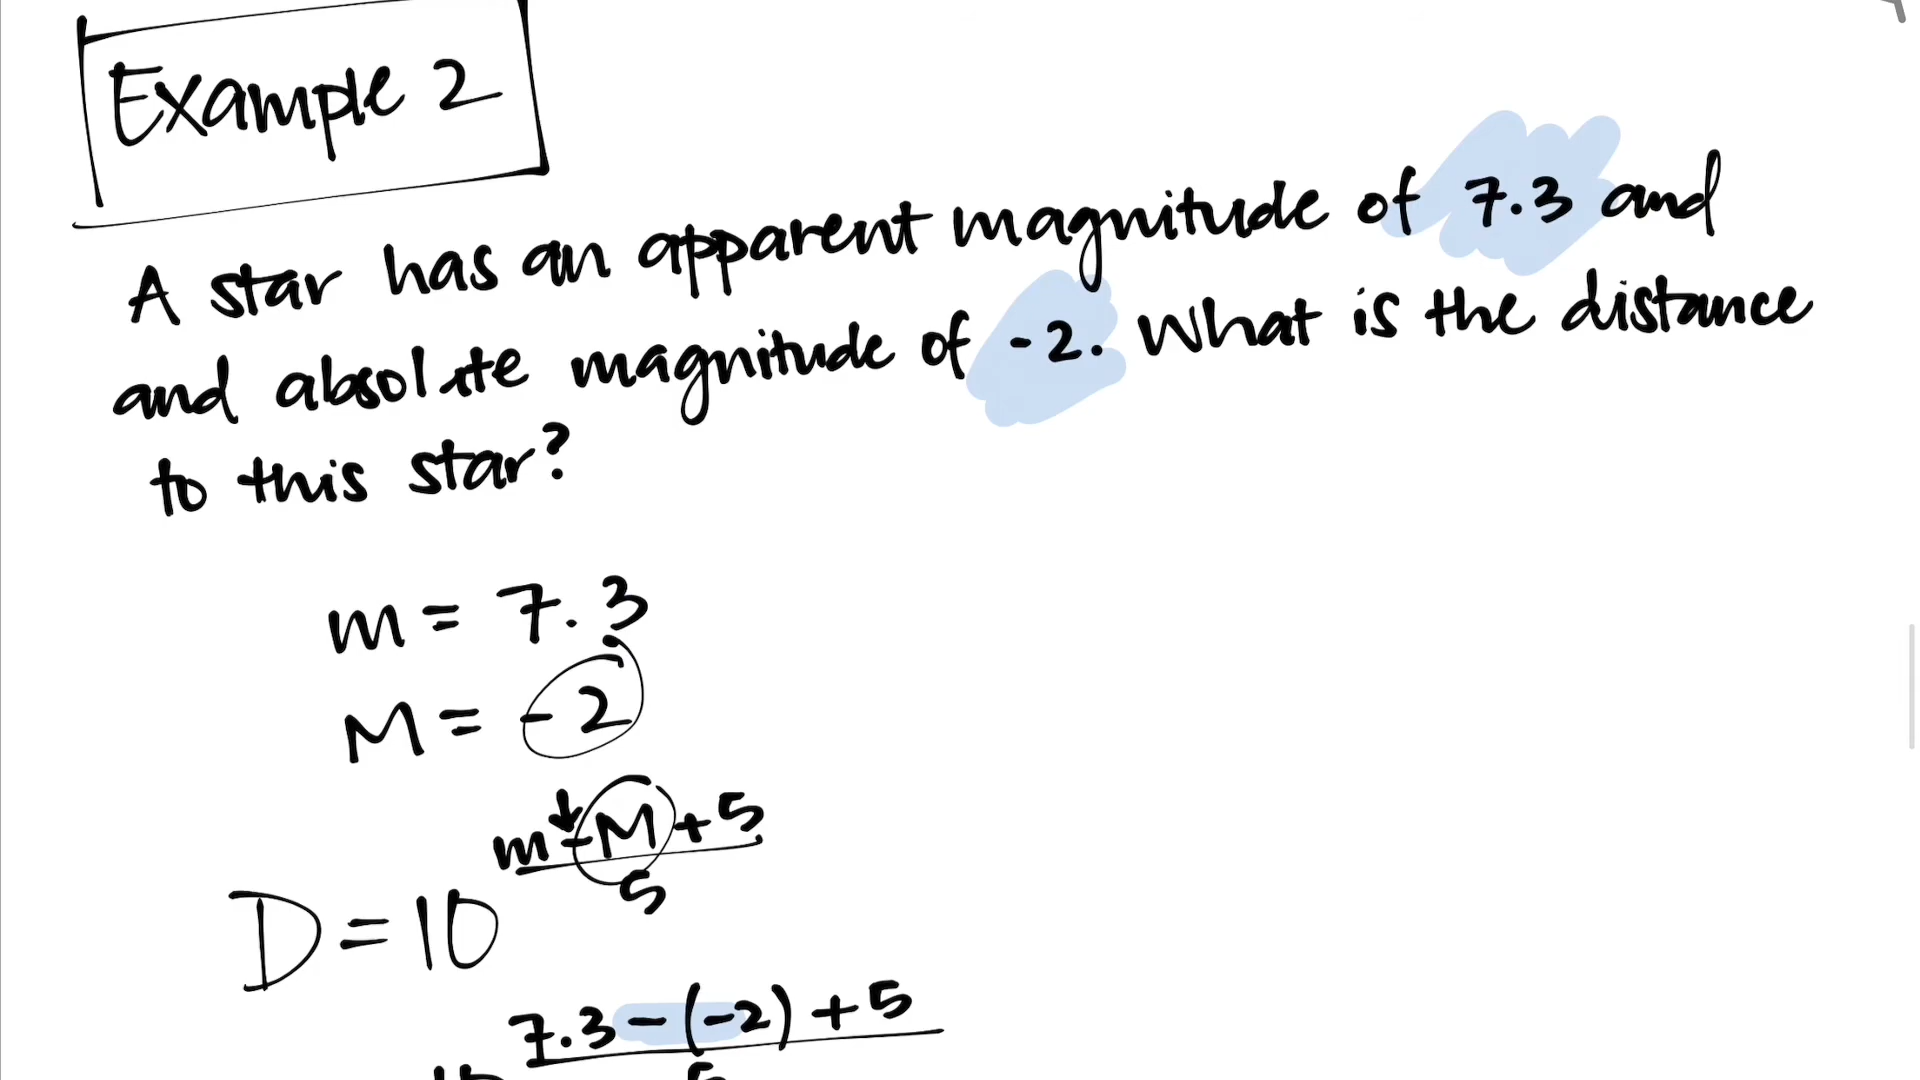 Example 2
A star has an apparent magnitude of 7.3 and
and absolute magnitude of -2. What is the distance
to this star?
m = 7.3
M = -2
m - M + 5
5
D = 10
7.3 - (-2) + 5